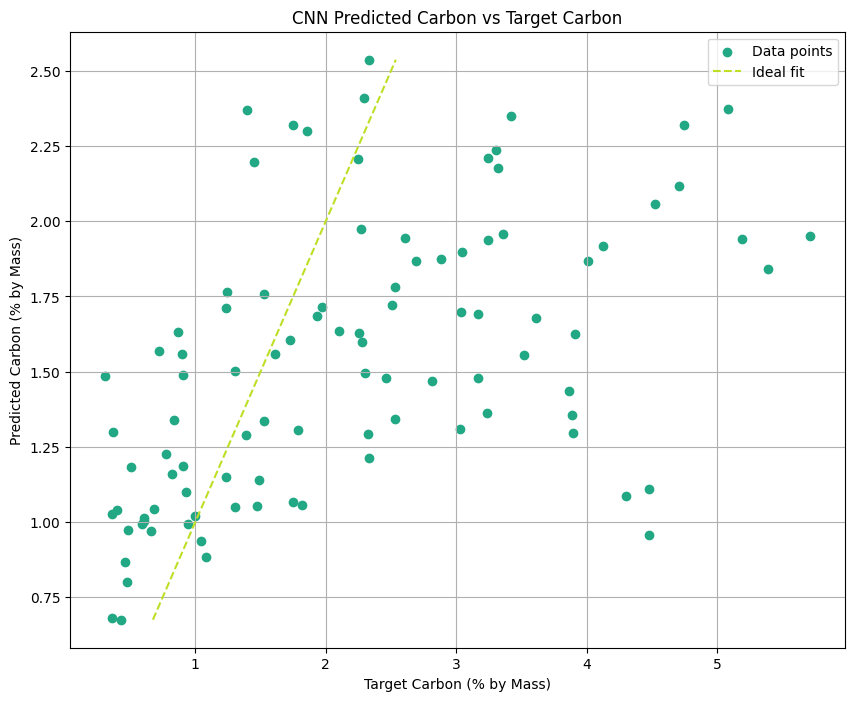 CNN Predicted Carbon vs Target Carbon
Data points
Ideal fit
Predicted Carbon (% by Mass)
2.50
2.25
2.00
1.75
1.50
1.25
1.00
0.75
1 2 3 4 5
Target Carbon (% by Mass)